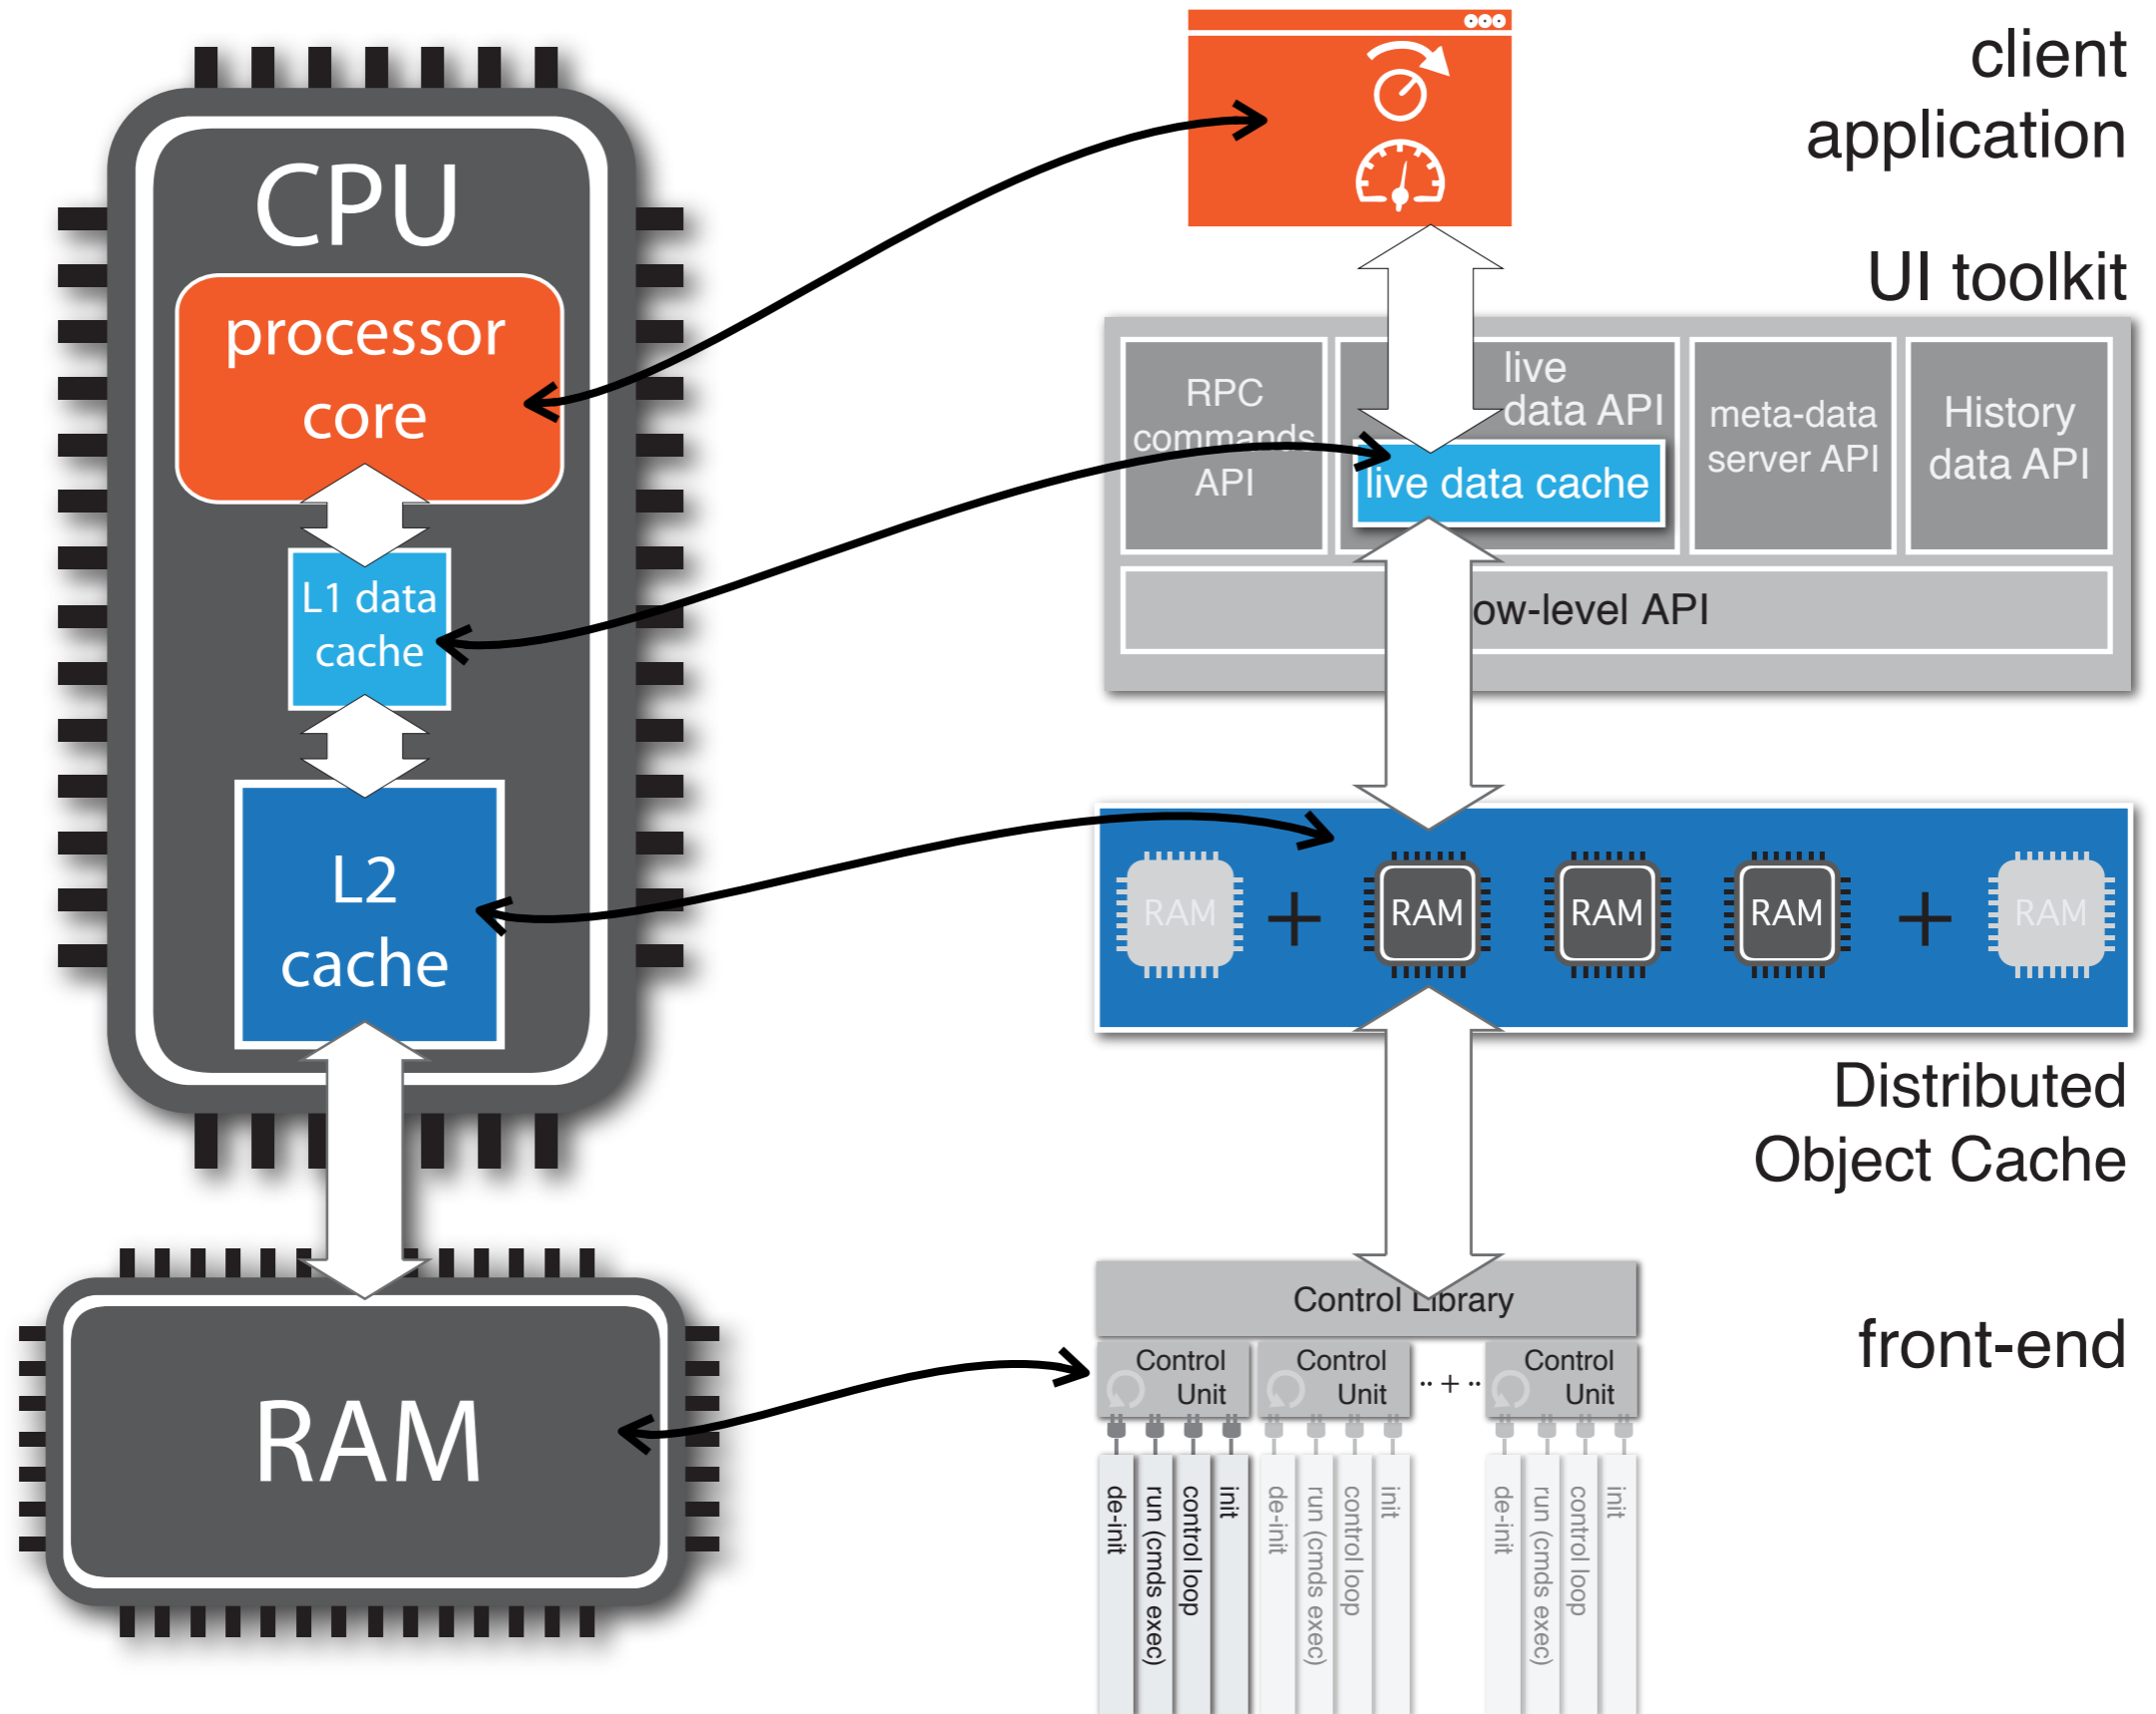 CPU
processor
core
L1 data
cache
L2
cache
RAM
client
application
UI toolkit
RPC
commands
API
live
data API
live data cache
meta-data
server API
History
data API
ow-level API
RAM
RAM
RAM
RAM
RAM
Distributed
Object Cache
front-end
Control Library
Control
Unit
Control
Unit
·· + ··
Control
Unit
de-init
run (cmds exec)
control loop
init
de-init
run (cmds exec)
control loop
init
de-init
run (cmds exec)
control loop
init